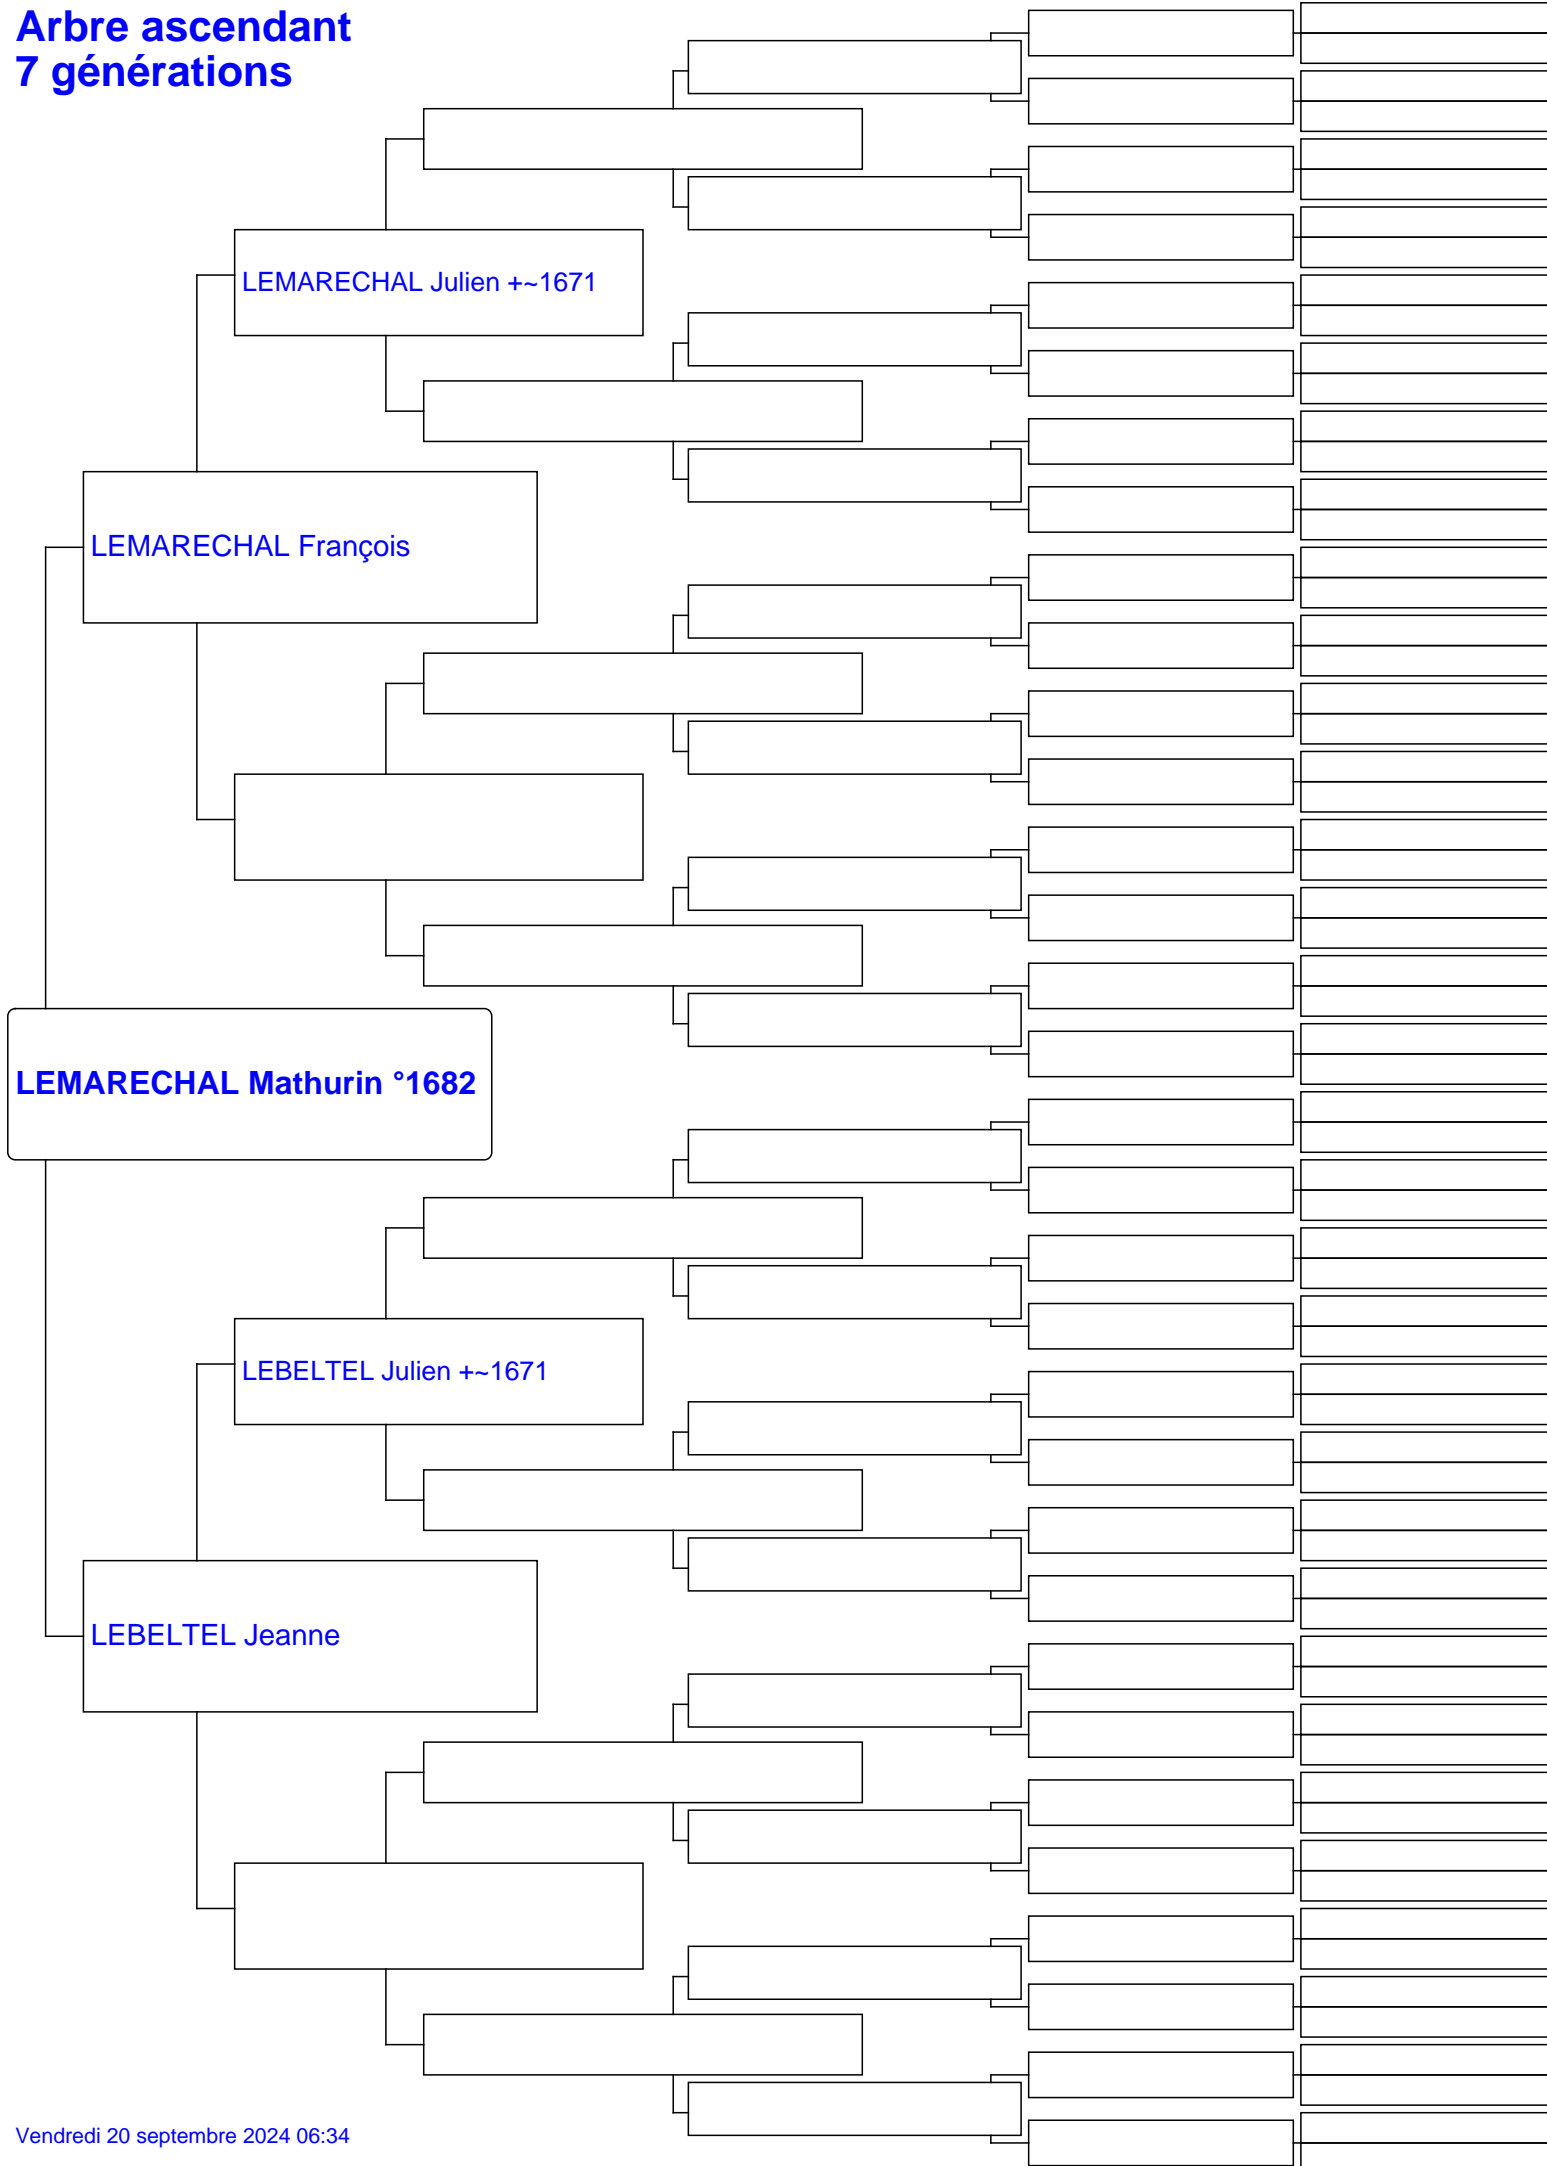 Arbre ascendant
7 générations
LEMARECHAL Julien +~1671
LEMARECHAL François
LEMARECHAL Mathurin °1682
LEBELTEL Julien +~1671
LEBELTEL Jeanne
Vendredi 20 septembre 2024 06:34